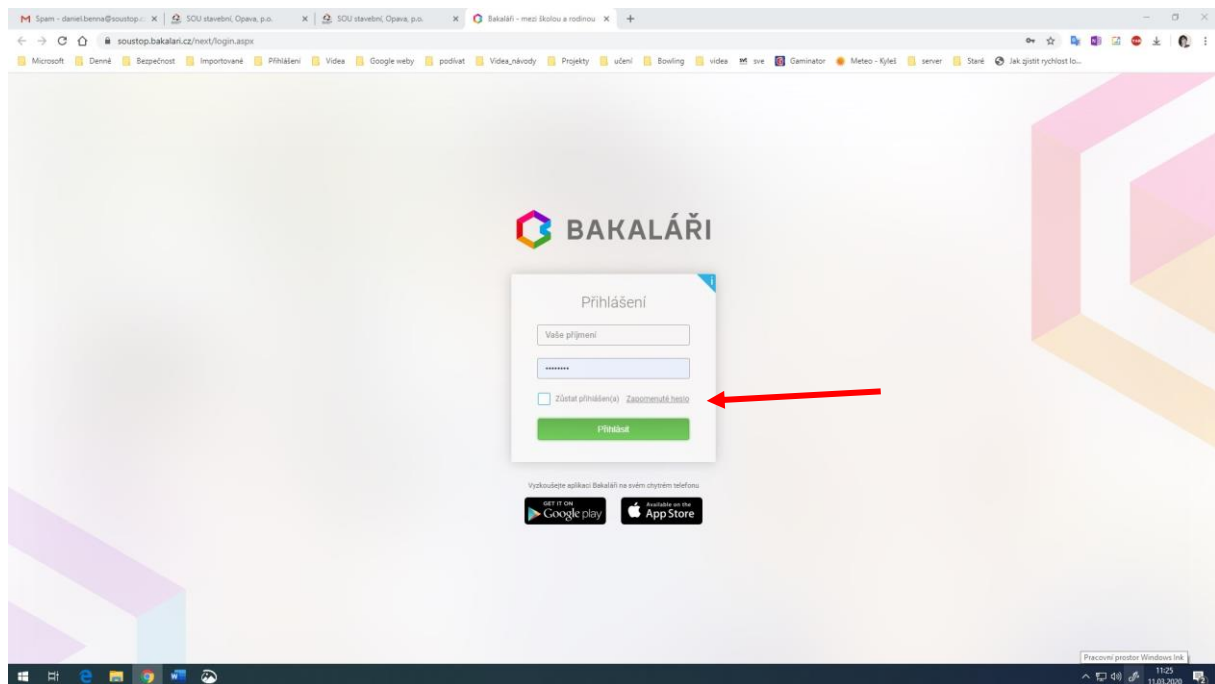 Spam - daniel.benna@soustop.c
SOU stavební, Opava, p.o.
SOU stavební, Opava, p.o.
Bakaláři - mezi školou a rodinou
soustop.bakalari.cz/next/login.aspx
Microsoft Denně Bezpečnost Importované Přihlášení Videa Google weby podívat Videa_návody Projekty učení Bowling videa sve Gaminator Meteo - Kyleš server Staré Jak zjistit rychlost lo...
BAKALÁŘI
Přihlášení
Vaše příjmení
Zůstat přihlášen(a) Zapomenuté heslo
Přihlásit
Vyzkoušejte aplikaci Bakaláři na svém chytrém telefonu
GET IT ON
Google play
Available on the
App Store
Pracovní prostor Windows Ink
11:25
11.03.2020